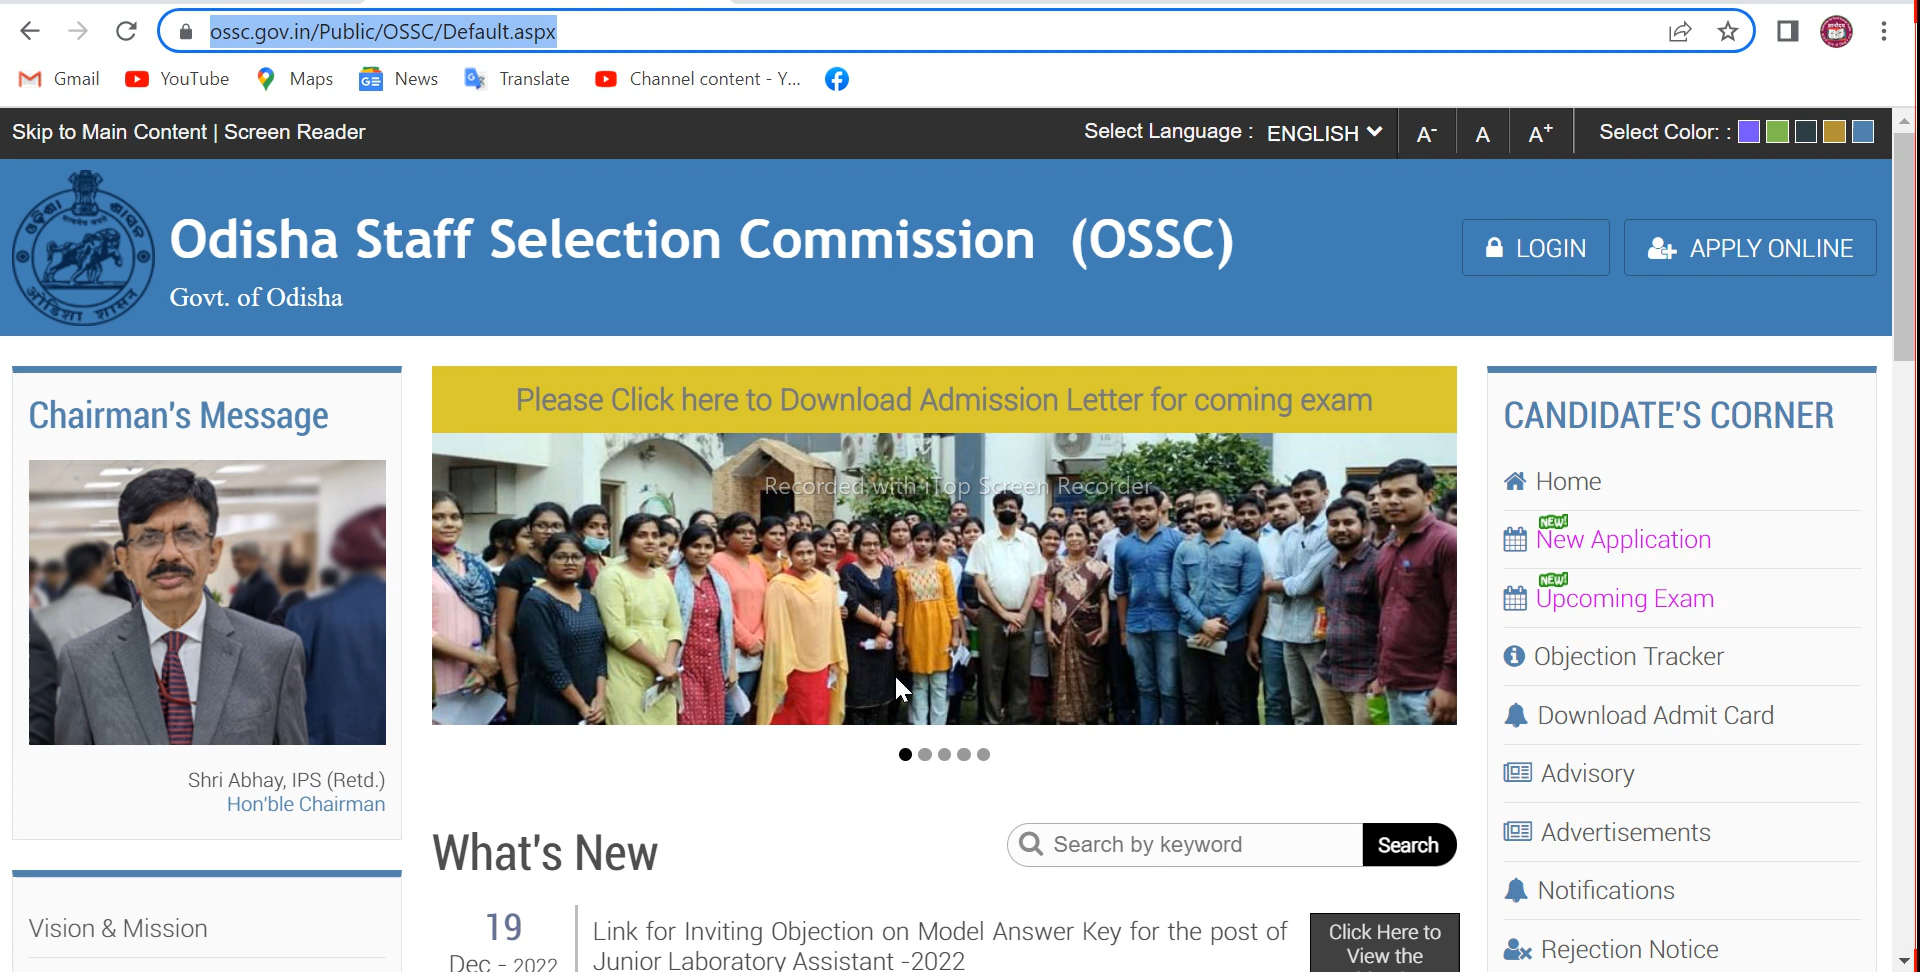 ossc.gov.in/Public/OSSC/Default.aspx
Gmail
YouTube
Maps
News
Translate
Channel content - Y...
Skip to Main Content | Screen Reader
Select Language :
ENGLISH
A-
A
A+
Select Color: :
Odisha Staff Selection Commission (OSSC)
Govt. of Odisha
LOGIN
APPLY ONLINE
Chairman's Message
Shri Abhay, IPS (Retd.)
Hon'ble Chairman
Vision & Mission
Please Click here to Download Admission Letter for coming exam
Recorded with iTop Screen Recorder
What's New
Search by keyword
Search
19
Dec - 2022
Link for Inviting Objection on Model Answer Key for the post of
Junior Laboratory Assistant -2022
Click Here to
View the
CANDIDATE'S CORNER
Home
NEW!
New Application
NEW!
Upcoming Exam
Objection Tracker
Download Admit Card
Advisory
Advertisements
Notifications
Rejection Notice